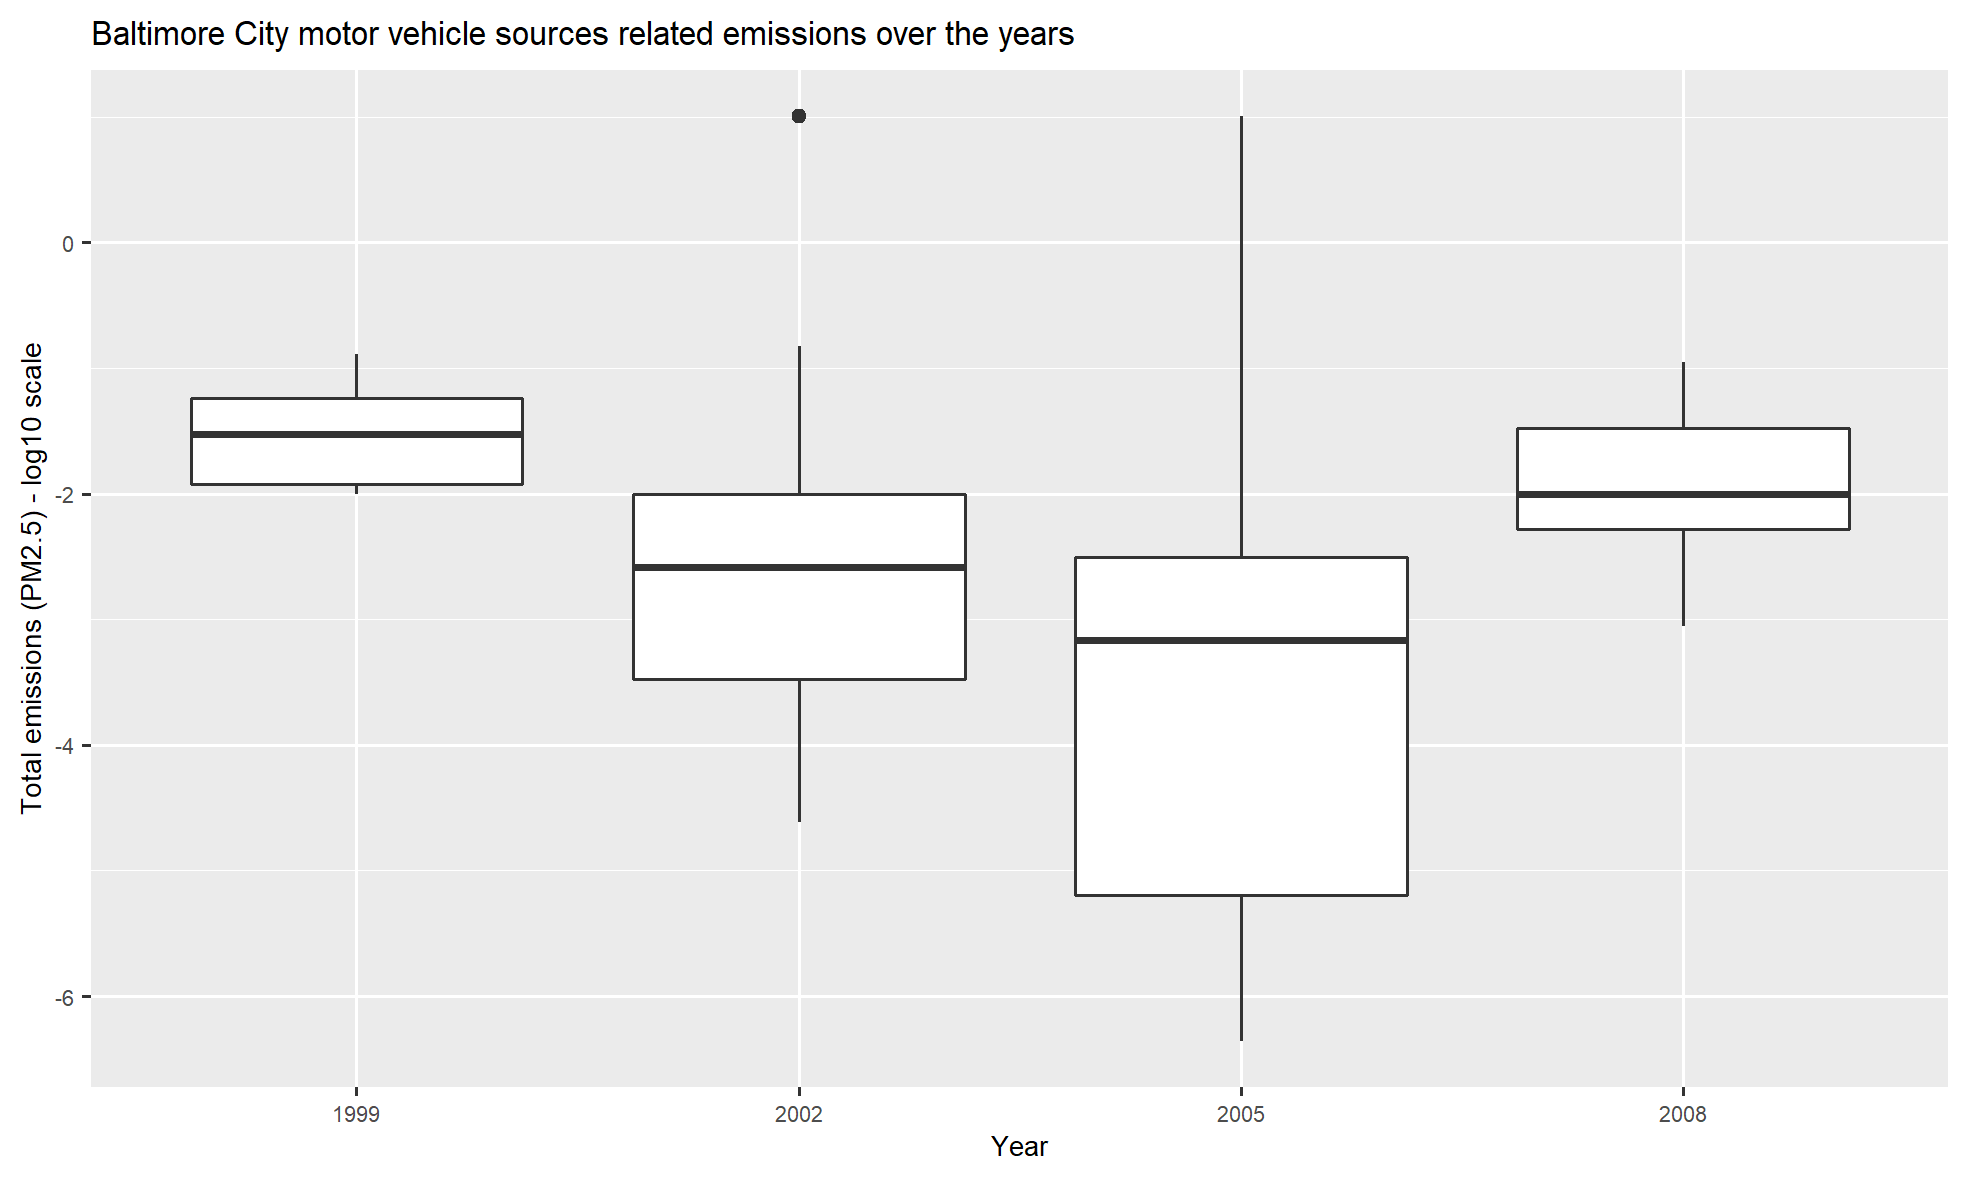 Baltimore City motor vehicle sources related emissions over the years
Total emissions (PM2.5) - log10 scale
0
-2
-4
-6
1999
2002
2005
2008
Year